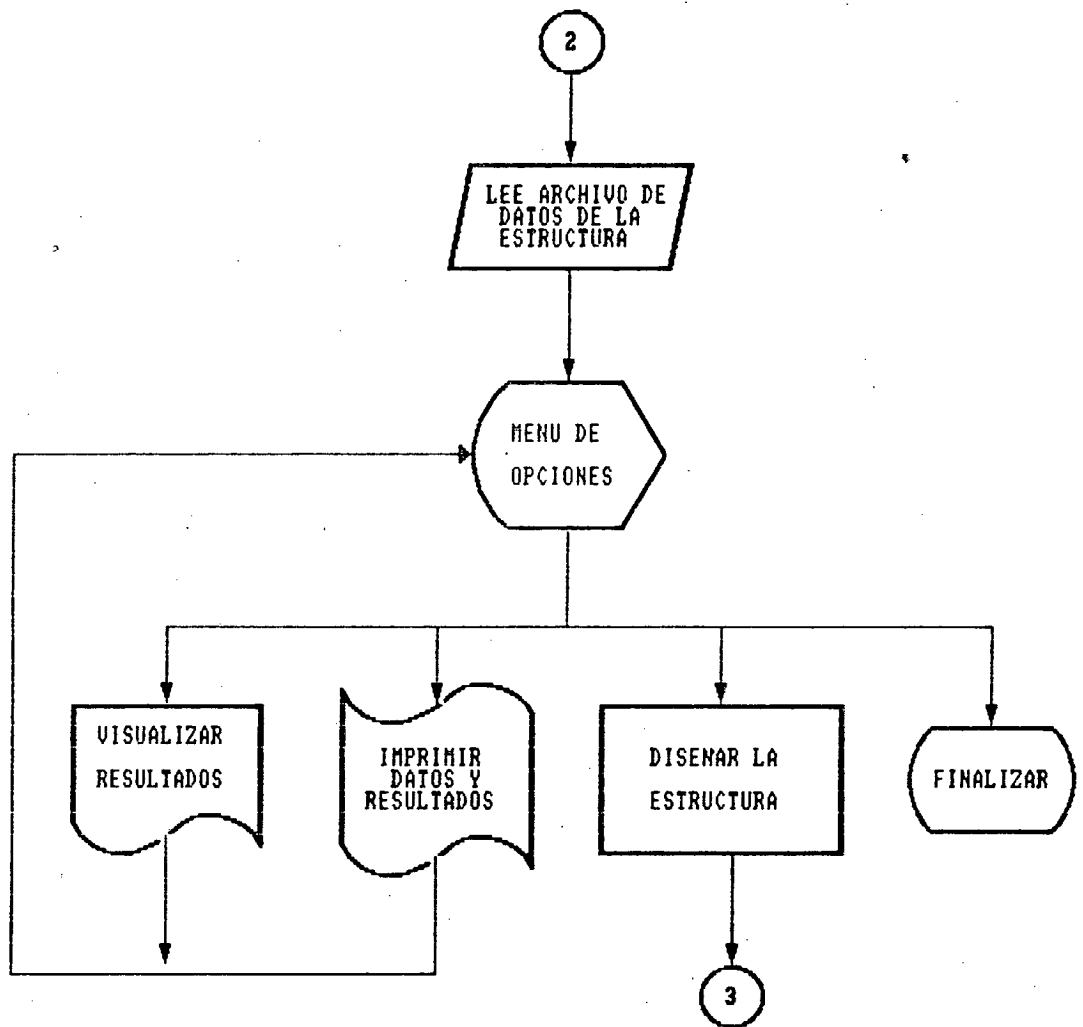 2
LEE ARCHIVO DE
DATOS DE LA
ESTRUCTURA
MENU DE
OPCIONES
VISUALIZAR
RESULTADOS
IMPRIMIR
DATOS Y
RESULTADOS
DISENAR LA
ESTRUCTURA
FINALIZAR
3